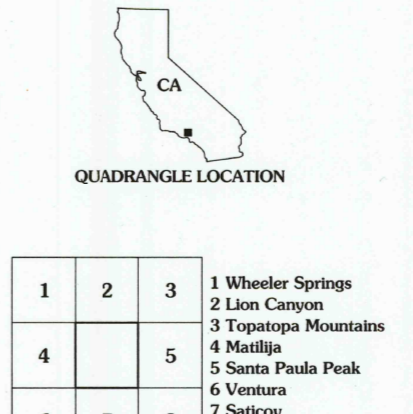 CA
QUADRANGLE LOCATION
1 2 3
4 5
1 Wheeler Springs
2 Lion Canyon
3 Topatopa Mountains
4 Matilija
5 Santa Paula Peak
6 Ventura
7 Saticoy